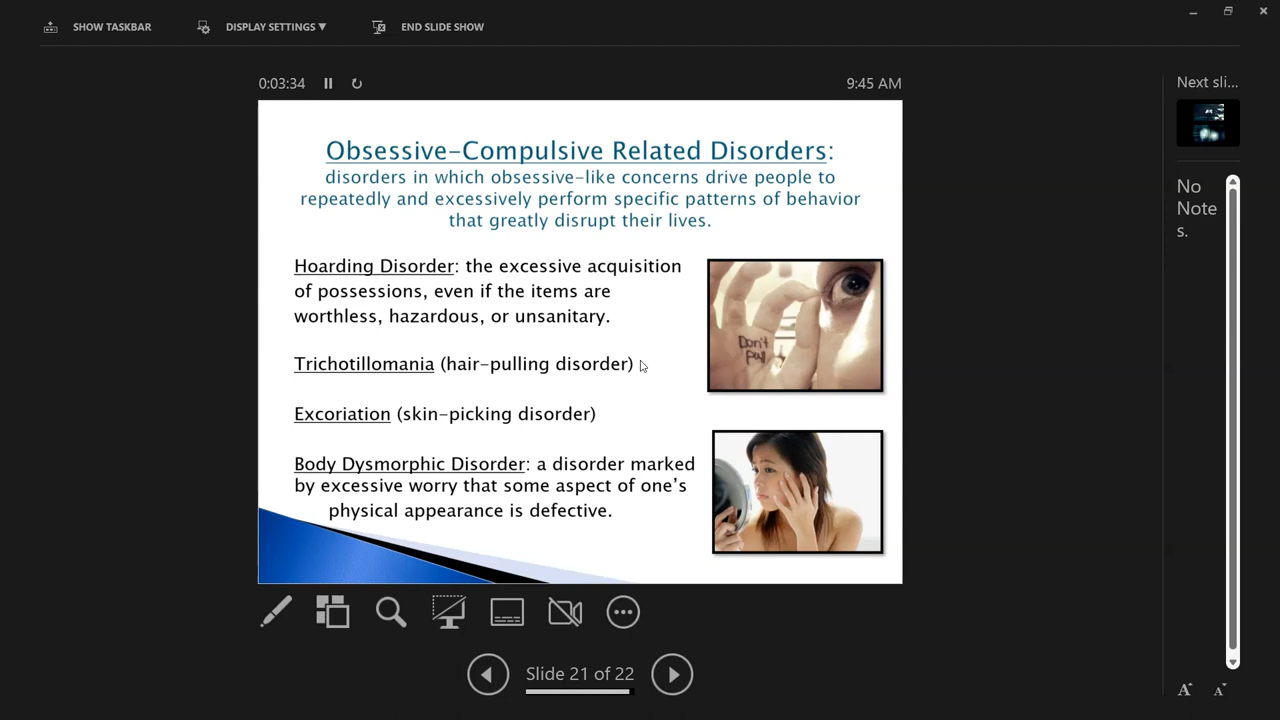 SHOW TASKBAR
DISPLAY SETTINGS ▼
END SLIDE SHOW
0:03:34
9:45 AM
Next sli...
Obsessive-Compulsive Related Disorders:
disorders in which obsessive-like concerns drive people to
repeatedly and excessively perform specific patterns of behavior
that greatly disrupt their lives.
Hoarding Disorder: the excessive acquisition
of possessions, even if the items are
worthless, hazardous, or unsanitary.
Don't
pull
Trichotillomania (hair-pulling disorder)
Excoriation (skin-picking disorder)
Body Dysmorphic Disorder: a disorder marked
by excessive worry that some aspect of one's
physical appearance is defective.
No
Note
s.
Slide 21 of 22
A A